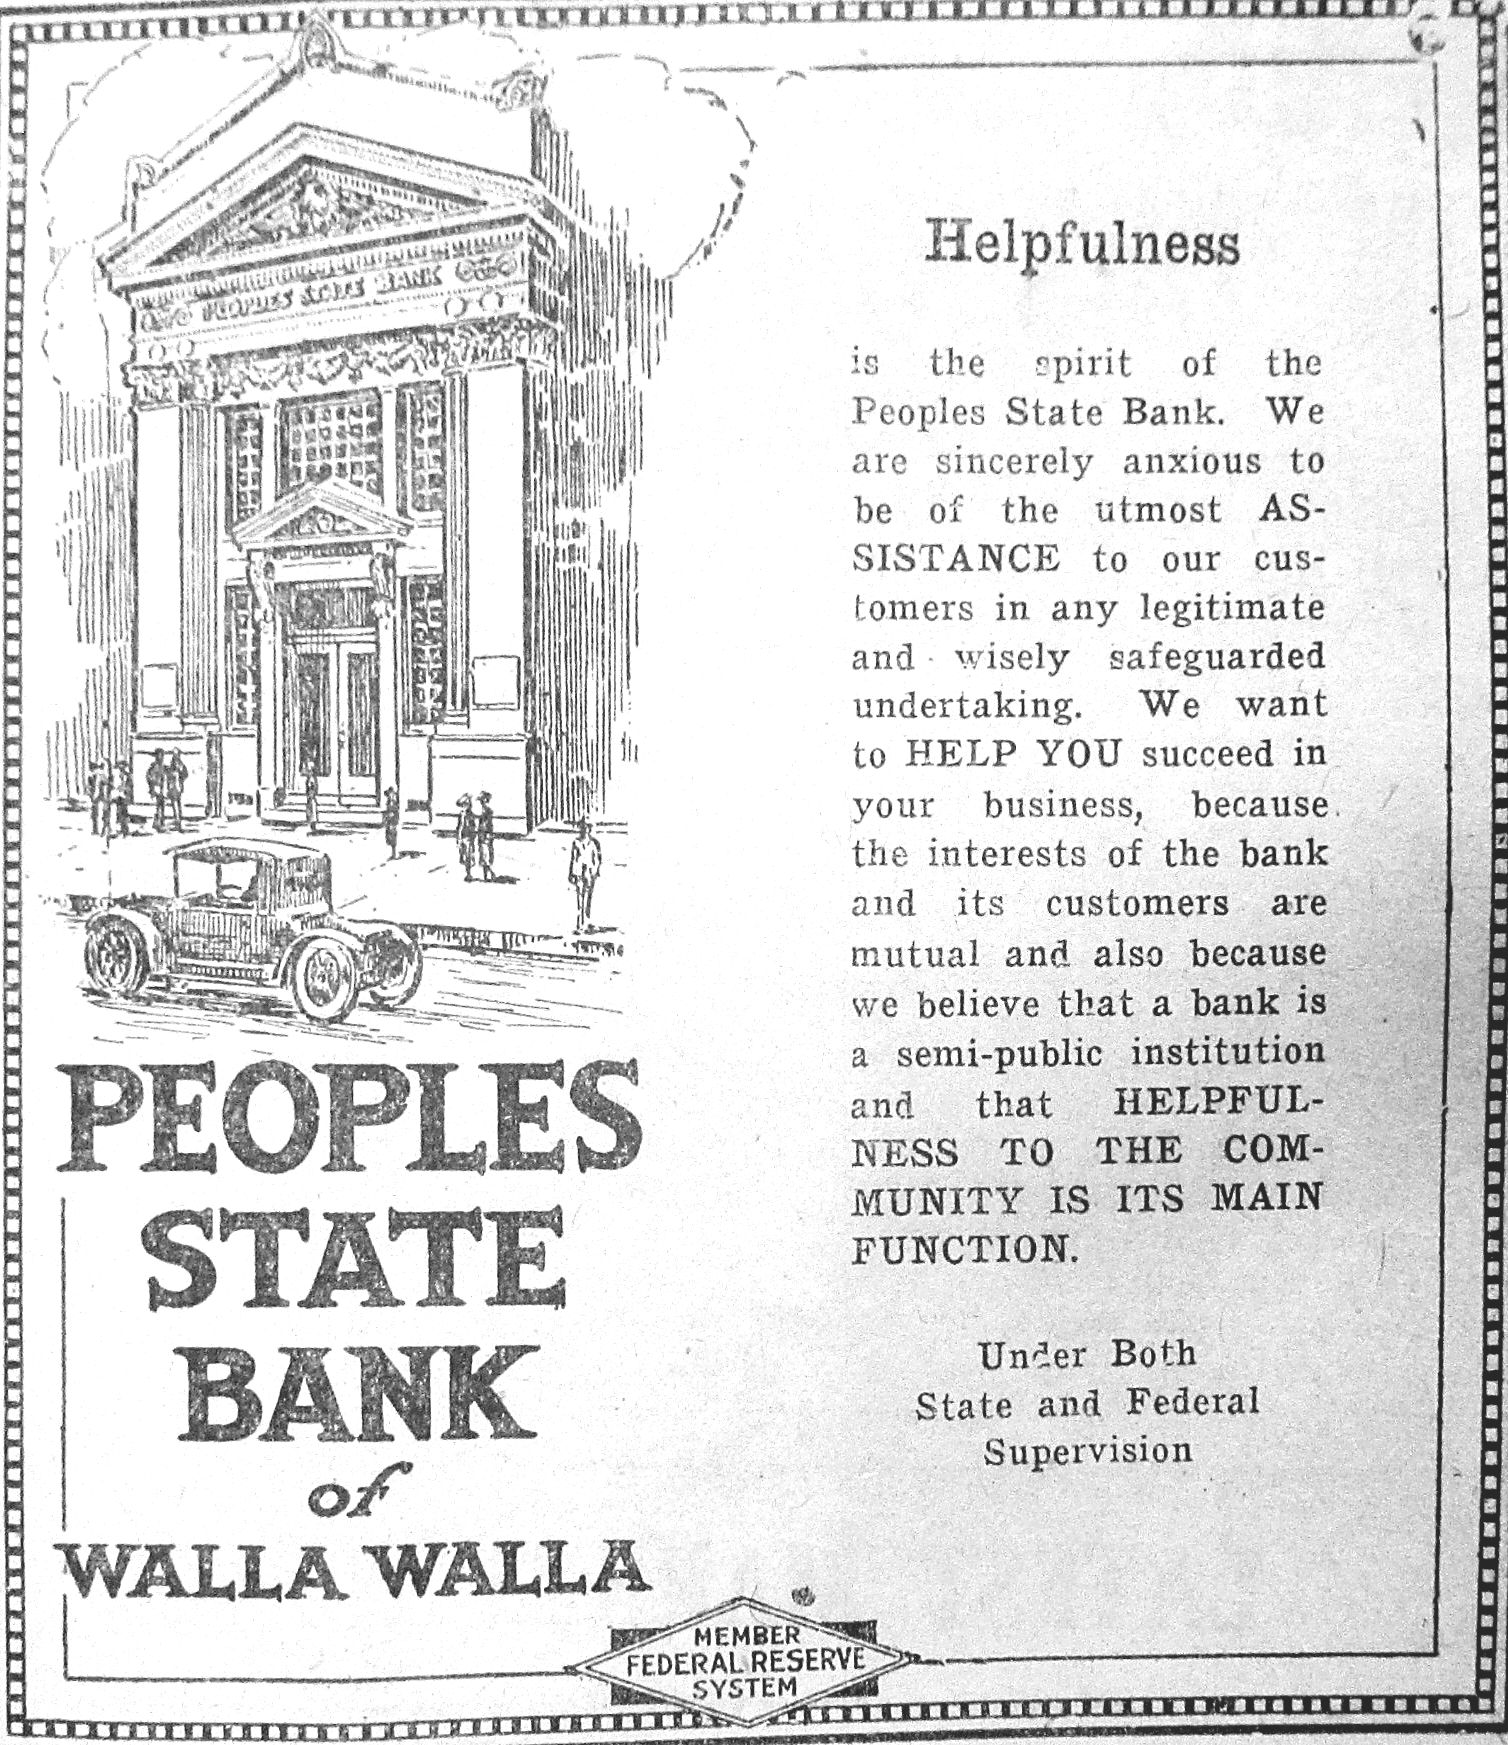 PEOPLES STATE BANK
Helpfulness
is the spirit of the
Peoples State Bank. We
are sincerely anxious to
be of the utmost AS-
SISTANCE to our cus-
tomers in any legitimate
and wisely safeguarded
undertaking. We want
to HELP YOU succeed in
your business, because
the interests of the bank
and its customers are
mutual and also because
we believe that a bank is
a semi-public institution
and that HELPFUL-
NESS TO THE COM-
MUNITY IS ITS MAIN
FUNCTION.
Under Both
State and Federal
Supervision
PEOPLES
STATE
BANK
of
WALLA WALLA
MEMBER
FEDERAL RESERVE
SYSTEM